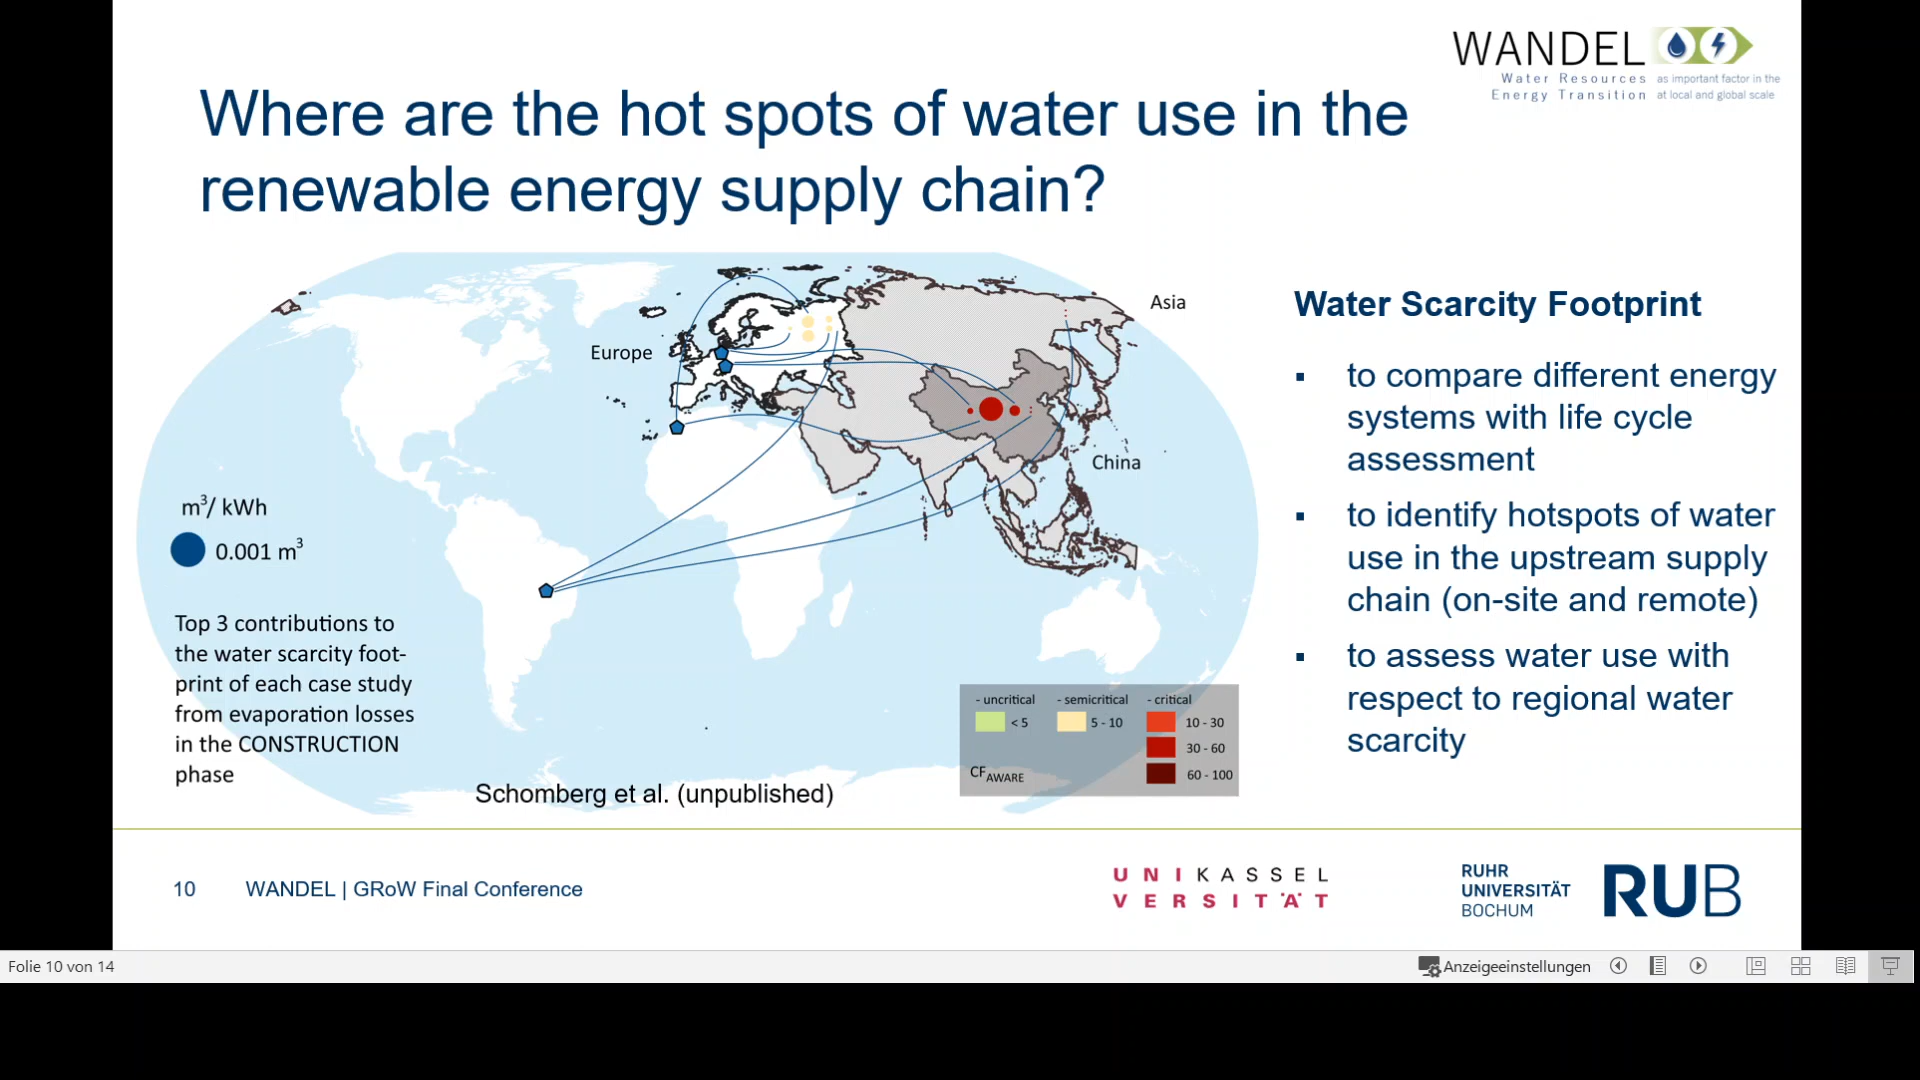 WANDEL
Water Resources as important factor in the
Energy Transition at local and global scale
Where are the hot spots of water use in the
renewable energy supply chain?
Asia
Europe
China
m³/ kWh
0.001 m³
Top 3 contributions to
the water scarcity foot-
print of each case study
from evaporation losses
in the CONSTRUCTION
phase
Schomberg et al. (unpublished)
- uncritical - semicritical - critical
< 5 5 - 10 10 - 30
30 - 60
CFAWARE 60 - 100
Water Scarcity Footprint
▪ to compare different energy
systems with life cycle
assessment
▪ to identify hotspots of water
use in the upstream supply
chain (on-site and remote)
▪ to assess water use with
respect to regional water
scarcity
10 WANDEL | GRoW Final Conference
UNIKASSEL
VERSITÄT
RUHR
UNIVERSITÄT
BOCHUM
RUB
Folie 10 von 14
Anzeigeeinstellungen